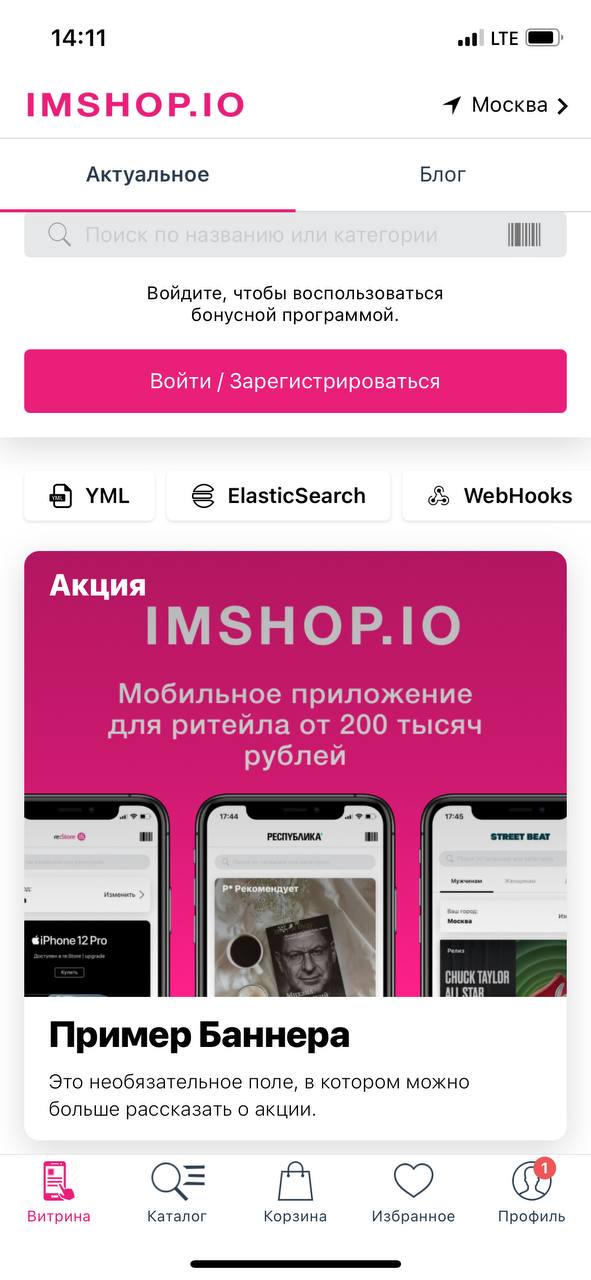 14:11
LTE
IMSHOP.IO
Москва
Актуальное
Блог
Поиск по названию или категории
Войдите, чтобы воспользоваться
бонусной программой.
Войти / Зарегистрироваться
YML
YML
ElasticSearch
WebHooks
Акция
IMSHOP.IO
Мобильное приложение
для ритейла от 200 тысяч
рублей
17:44
17:45
re:Store
РЕСПУБЛИКА*
STREET BEAT
Изменить
P* Рекомендует
Мужчинам
Женщинам
Ваш город:
Москва
iPhone 12 Pro
Доступен в re:Store | upgrade
Купить
Релиз
CHUCK TAYLOR
ALL STAR
Пример Баннера
Это необязательное поле, в котором можно
больше рассказать о акции.
1
Витрина
Каталог
Корзина
Избранное
Профиль